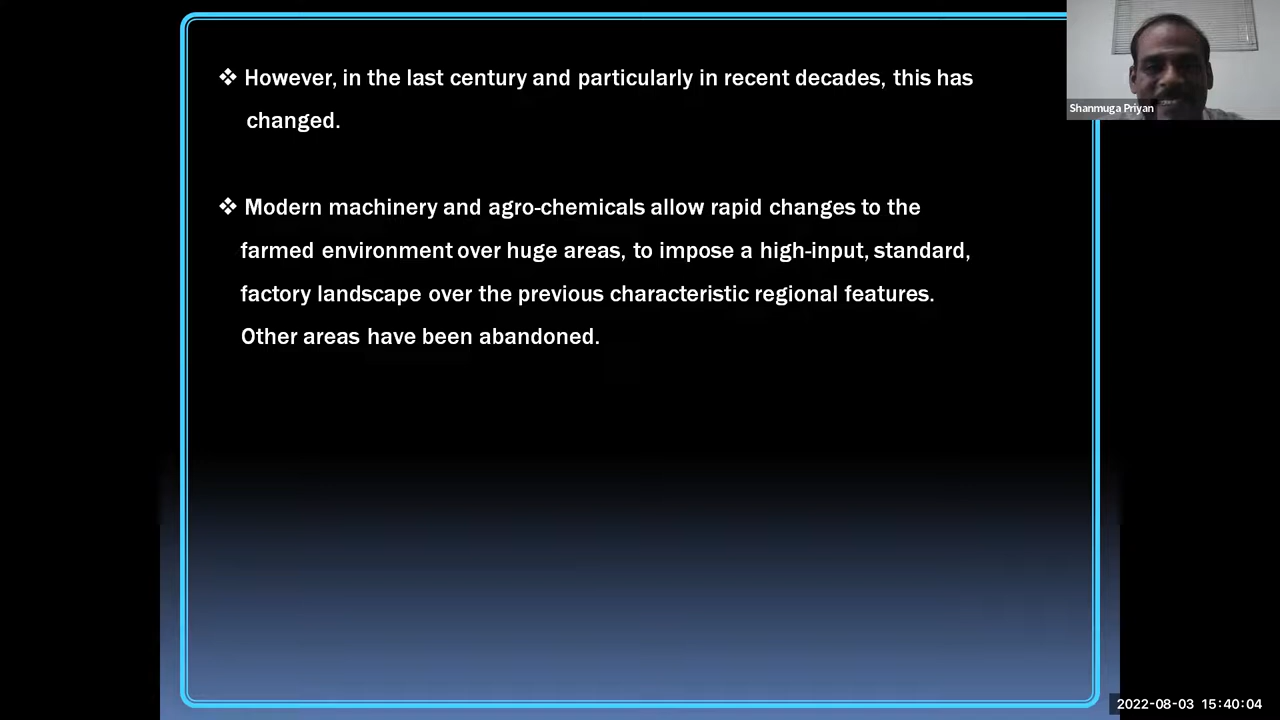 ❖ However, in the last century and particularly in recent decades, this has
changed.
❖ Modern machinery and agro-chemicals allow rapid changes to the
farmed environment over huge areas, to impose a high-input, standard,
factory landscape over the previous characteristic regional features.
Other areas have been abandoned.
Shanmuga Priyan
2022-08-03 15:40:04